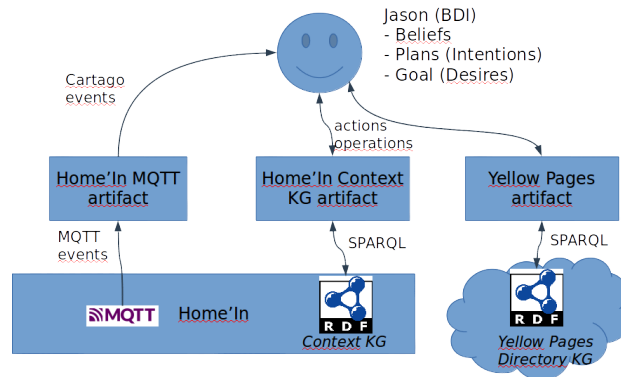 Jason (BDI)
- Beliefs
- Plans (Intentions)
- Goal (Desires)
Cartago
events
actions
operations
Home'In MQTT
artifact
Home'In Context
KG artifact
Yellow Pages
artifact
MQTT
events
SPARQL
SPARQL
MQTT
Home'In
RDF
Context KG
RDF
Yellow Pages
Directory KG